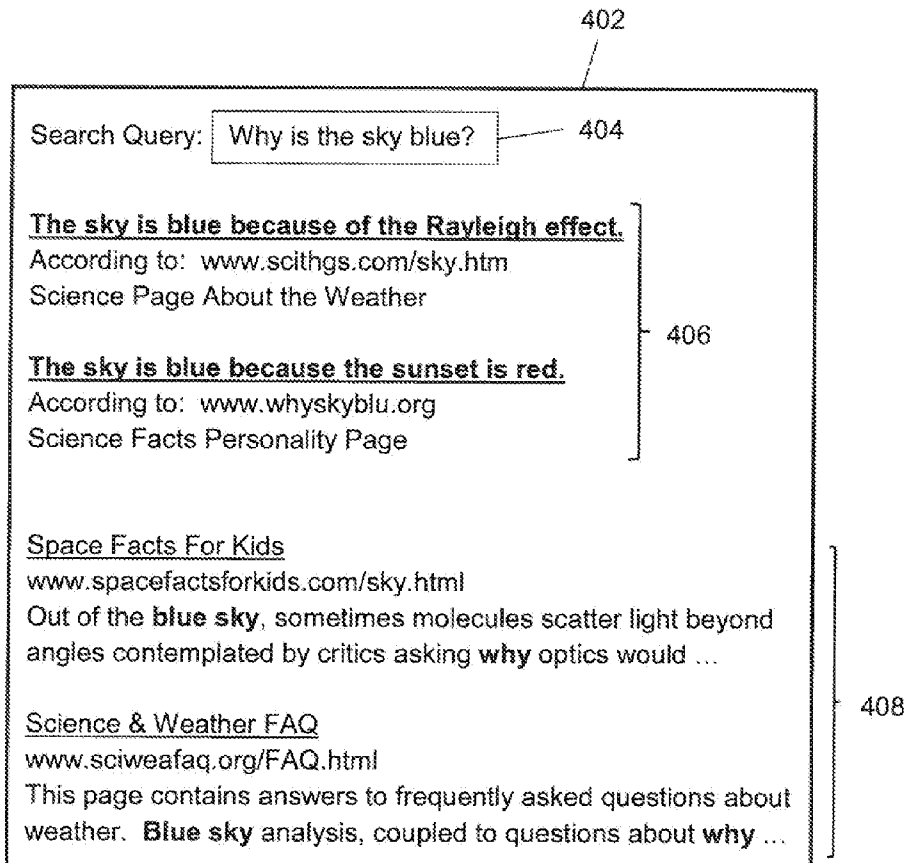 402
Search Query: Why is the sky blue? 404
The sky is blue because of the Rayleigh effect.
According to: www.scithgs.com/sky.htm
Science Page About the Weather
406
The sky is blue because the sunset is red.
According to: www.whyskyblu.org
Science Facts Personality Page
Space Facts For Kids
www.spacefactsforkids.com/sky.html
Out of the blue sky, sometimes molecules scatter light beyond
angles contemplated by critics asking why optics would ...
408
Science & Weather FAQ
www.sciweafaq.org/FAQ.html
This page contains answers to frequently asked questions about
weather. Blue sky analysis, coupled to questions about why ...